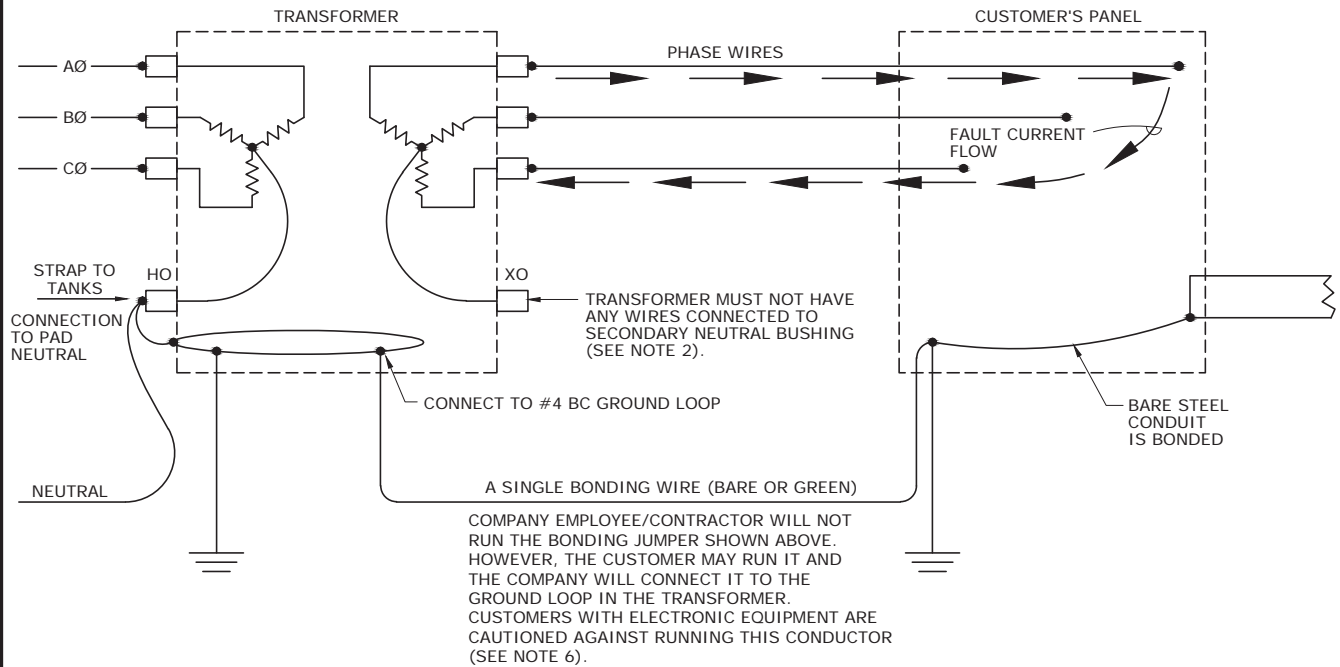 TRANSFORMER
CUSTOMER'S PANEL
PHASE WIRES
AØ
BØ
CØ
FAULT CURRENT
FLOW
STRAP TO
TANKS
HO
XO
CONNECTION
TO PAD
NEUTRAL
TRANSFORMER MUST NOT HAVE
ANY WIRES CONNECTED TO
SECONDARY NEUTRAL BUSHING
(SEE NOTE 2).
CONNECT TO #4 BC GROUND LOOP
BARE STEEL
CONDUIT
IS BONDED
NEUTRAL
A SINGLE BONDING WIRE (BARE OR GREEN)
COMPANY EMPLOYEE/CONTRACTOR WILL NOT
RUN THE BONDING JUMPER SHOWN ABOVE.
HOWEVER, THE CUSTOMER MAY RUN IT AND
THE COMPANY WILL CONNECT IT TO THE
GROUND LOOP IN THE TRANSFORMER.
CUSTOMERS WITH ELECTRONIC EQUIPMENT ARE
CAUTIONED AGAINST RUNNING THIS CONDUCTOR
(SEE NOTE 6).